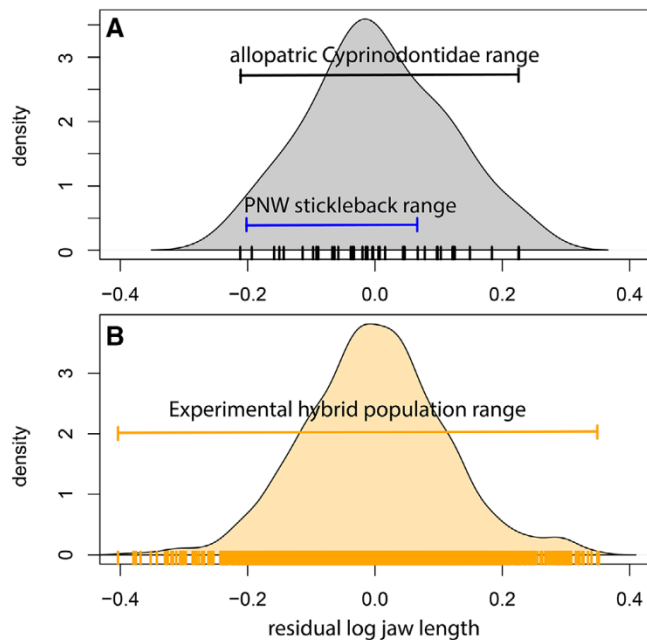 A
allopatric Cyprinodontidae range
PNW stickleback range
density
0
1
2
3
−0.4 −0.2 0.0 0.2 0.4
B
Experimental hybrid population range
density
0
1
2
3
−0.4 −0.2 0.0 0.2 0.4
residual log jaw length